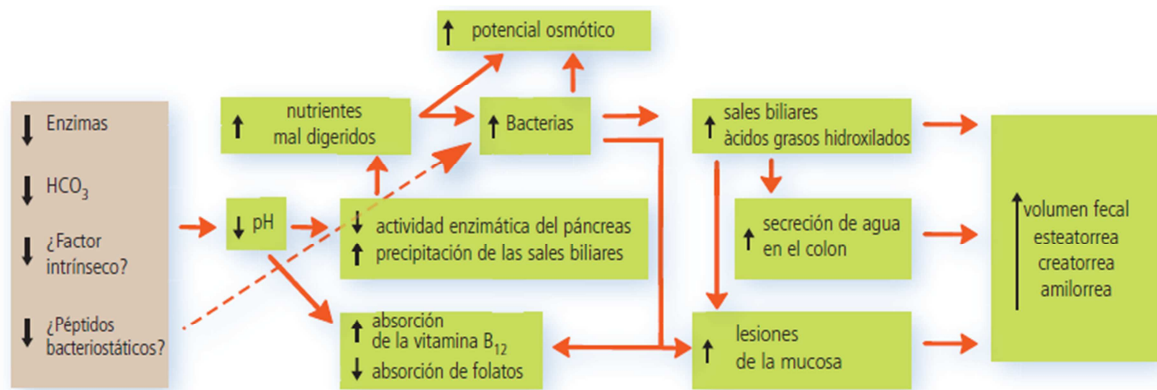 potencial osmótico
Enzimas
HCO3
¿Factor
intrínseco?
¿Péptidos
bacteriostáticos?
nutrientes
mal digeridos
Bacterias
sales biliares
àcidos grasos hidroxilados
pH
actividad enzimática del páncreas
precipitación de las sales biliares
secreción de agua
en el colon
volumen fecal
esteatorrea
creatorrea
amilorrea
absorción
de la vitamina B12
absorción de folatos
lesiones
de la mucosa